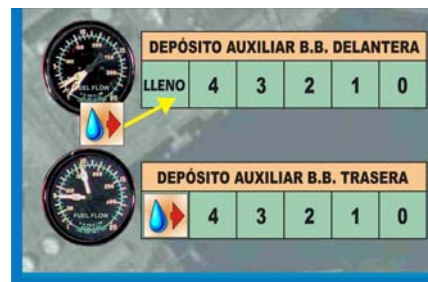 DEPÓSITO AUXILIAR B.B. DELANTERA
LLENO 4 3 2 1 0
FUEL FLOW
DEPÓSITO AUXILIAR B.B. TRASERA
4 3 2 1 0
FUEL FLOW